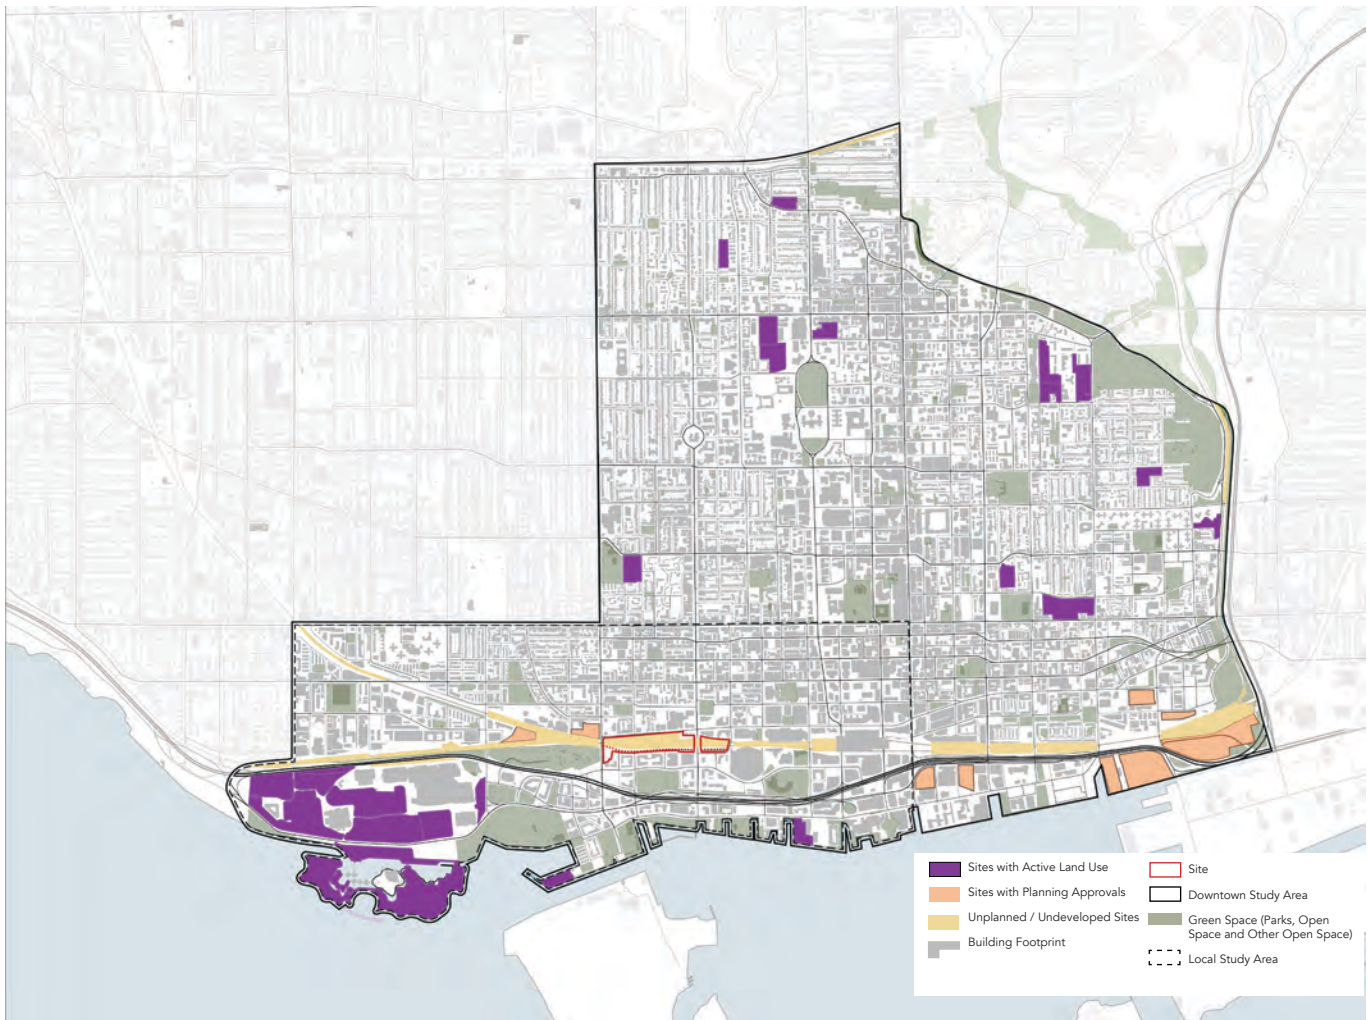 Sites with Active Land Use
Sites with Planning Approvals
Unplanned / Undeveloped Sites
Building Footprint
Site
Downtown Study Area
Green Space (Parks, Open
Space and Other Open Space)
Local Study Area